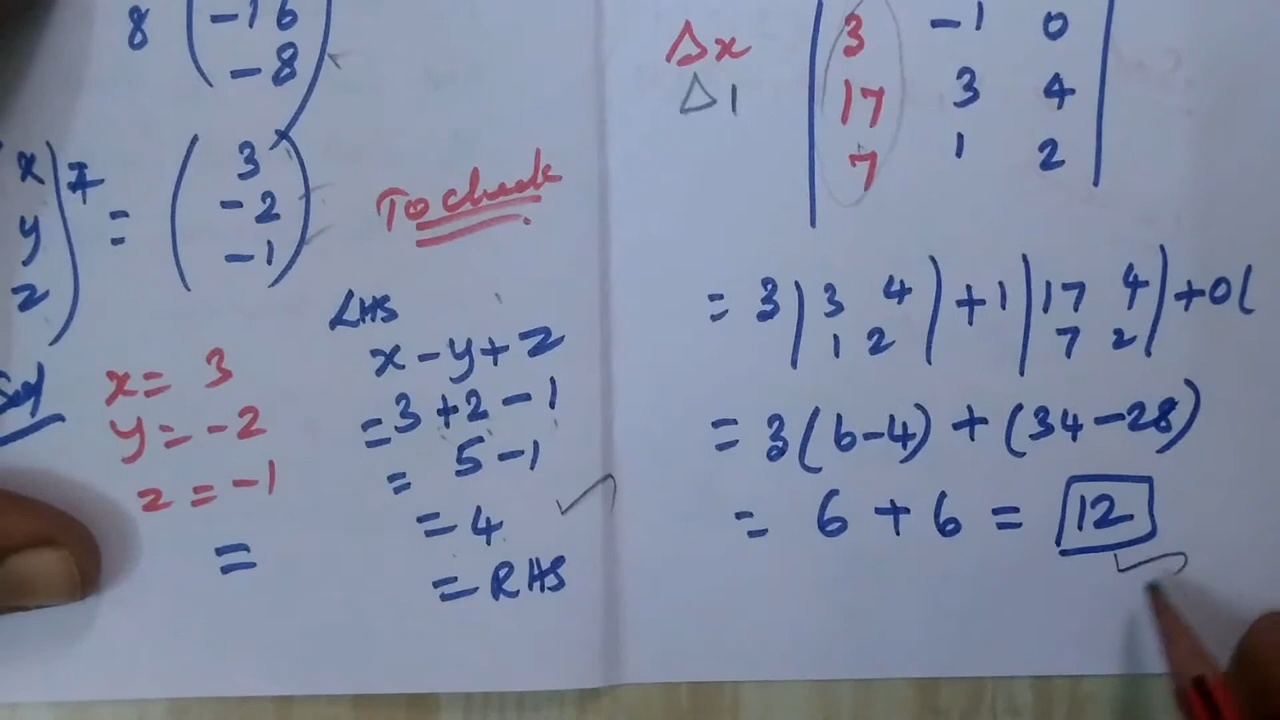 8 ( -16
-8 )
( x
y
z ) = ( 3
-2
-1 )
To check
x = 3
y = -2
z = -1
=
LHS
x - y + z
= 3 + 2 - 1
= 5 - 1
= 4 ✓
= RHS
Δx | 3 -1 0
Δ1 17 3 4
7 1 2 |
= 3 | 3 4
1 2 | + 1 | 17 4
7 2 | + 0(
= 3(6-4) + (34-28)
= 6 + 6 = 12